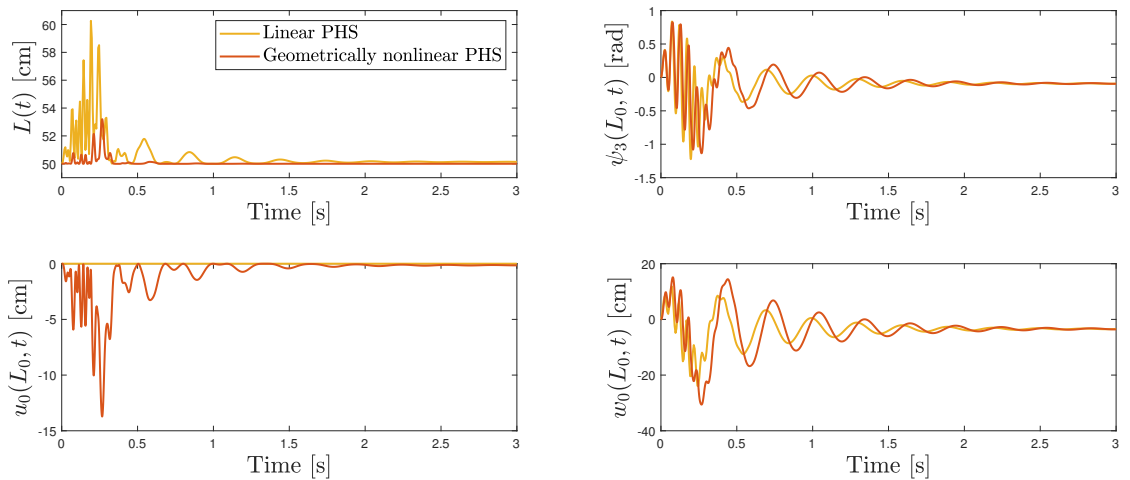 L(t) [cm]
60
58
56
54
52
50
Linear PHS
Geometrically nonlinear PHS
0 0.5 1 1.5 2 2.5 3
Time [s]
ψ₃(L₀, t) [rad]
1
0.5
0
-0.5
-1
-1.5
0 0.5 1 1.5 2 2.5 3
Time [s]
u₀(L₀, t) [cm]
0
-5
-10
-15
0 0.5 1 1.5 2 2.5 3
Time [s]
w₀(L₀, t) [cm]
20
0
-20
-40
0 0.5 1 1.5 2 2.5 3
Time [s]